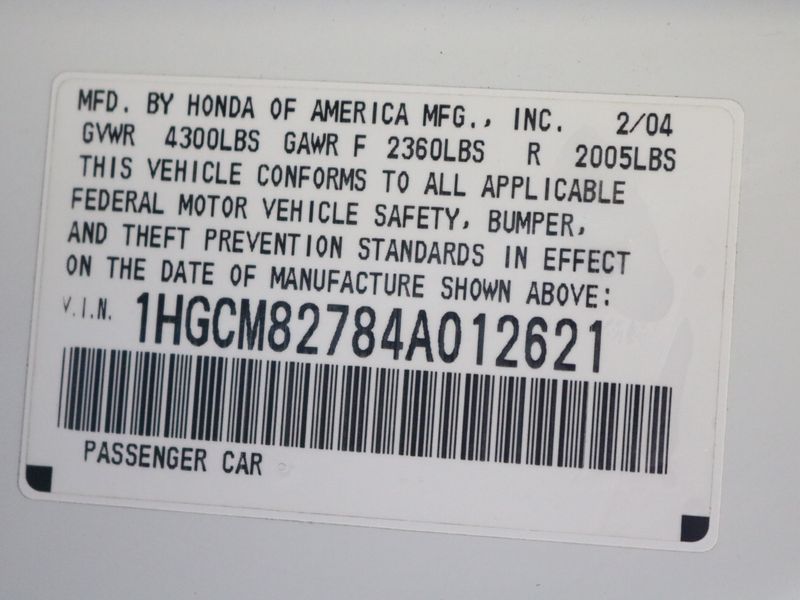 MFD. BY HONDA OF AMERICA MFG., INC. 2/04
GVWR 4300LBS GAWR F 2360LBS R 2005LBS
THIS VEHICLE CONFORMS TO ALL APPLICABLE
FEDERAL MOTOR VEHICLE SAFETY, BUMPER,
AND THEFT PREVENTION STANDARDS IN EFFECT
ON THE DATE OF MANUFACTURE SHOWN ABOVE:
V.I.N. 1HGCM82784A012621
PASSENGER CAR